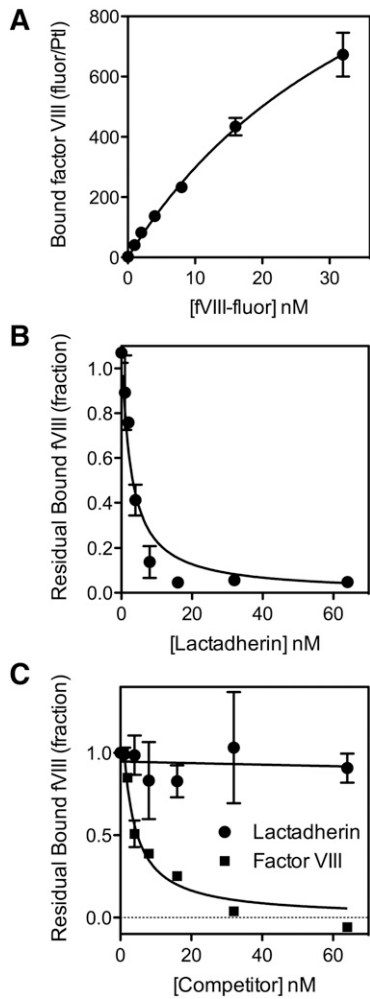 A
Bound factor VIII (fluor/Ptl)
800
600
400
200
0
0 10 20 30
[fVIII-fluor] nM
B
Residual Bound fVIII (fraction)
1.0
0.8
0.6
0.4
0.2
0.0
0 20 40 60
[Lactadherin] nM
C
Residual Bound fVIII (fraction)
1.0
0.5
0.0
Lactadherin
Factor VIII
0 20 40 60
[Competitor] nM